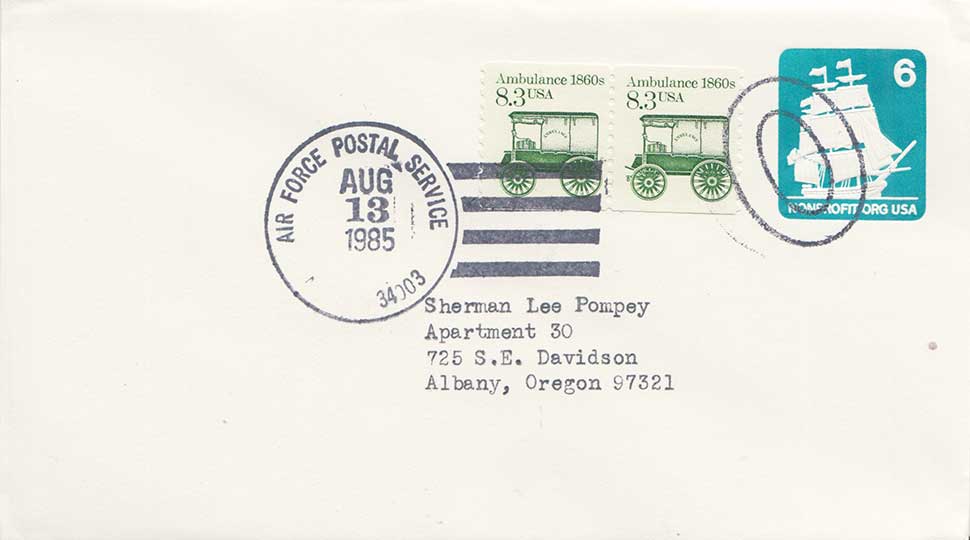 Ambulance 1860s
8.3 USA
Ambulance 1860s
8.3 USA
6
NONPROFIT ORG USA
AIR FORCE POSTAL SERVICE
AUG
13
1985
Sherman Lee Pompey
Apartment 30
725 S.E. Davidson
Albany, Oregon 97321